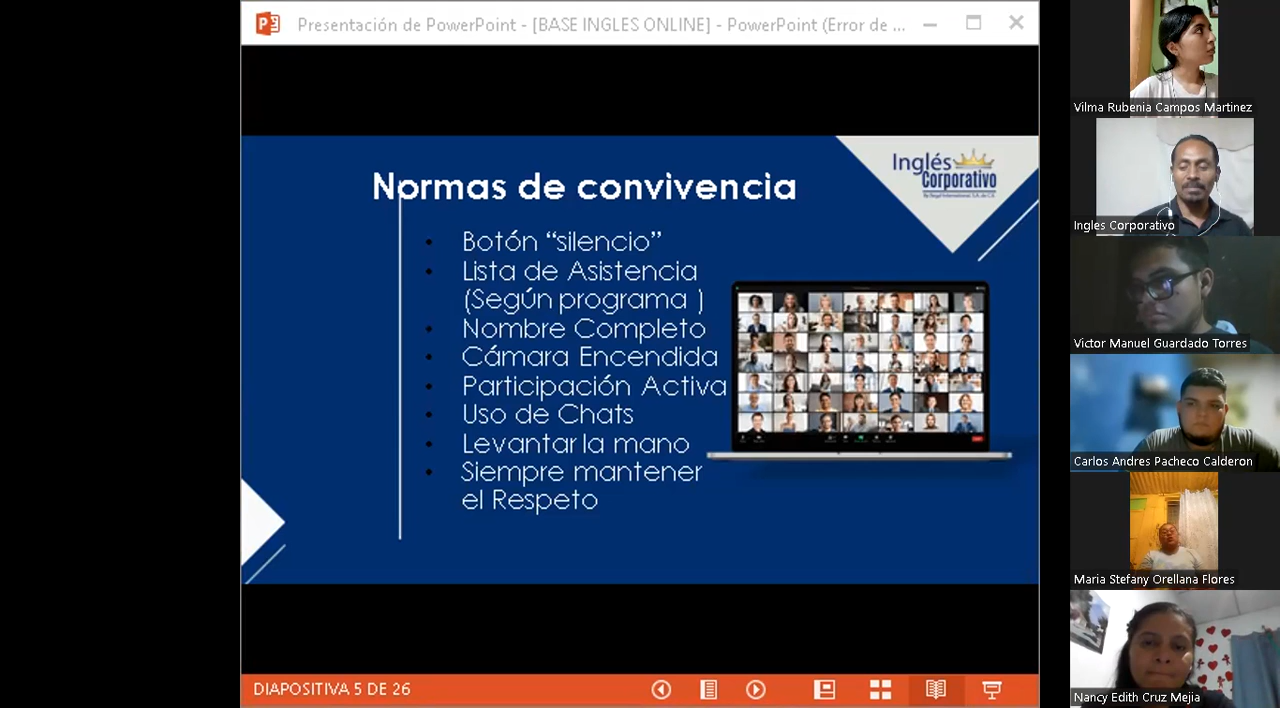 Presentación de PowerPoint - [BASE INGLES ONLINE] - PowerPoint (Error de ...
Inglés
Corporativo
Normas de convivencia
Botón “silencio”
Lista de Asistencia
(Según programa )
Nombre Completo
Cámara Encendida
Participación Activa
Uso de Chats
Levantar la mano
Siempre mantener
el Respeto
DIAPOSITIVA 5 DE 26
Vilma Rubenia Campos Martinez
Ingles Corporativo
Victor Manuel Guardado Torres
Carlos Andres Pacheco Calderon
Maria Stefany Orellana Flores
Nancy Edith Cruz Mejia